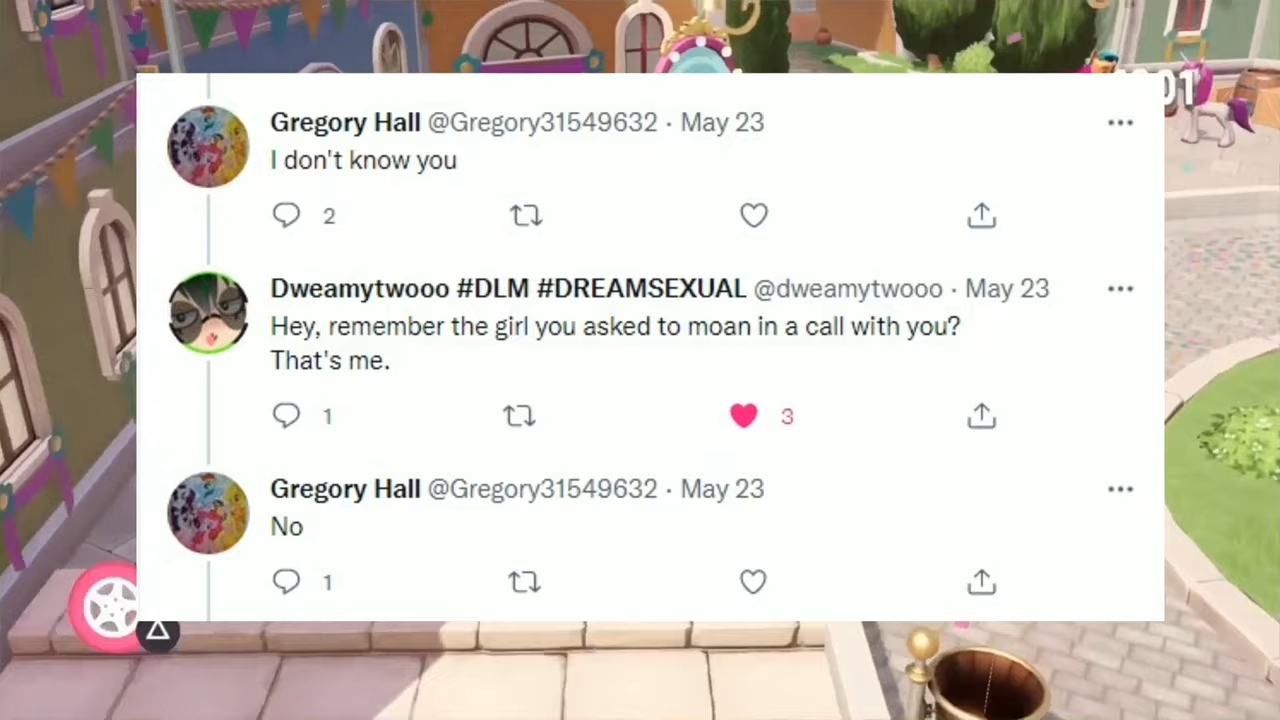 01
Gregory Hall @Gregory31549632 · May 23
I don't know you
2
Dweamytwooo #DLM #DREAMSEXUAL @dweamytwooo · May 23
Hey, remember the girl you asked to moan in a call with you?
That's me.
1 3
Gregory Hall @Gregory31549632 · May 23
No
1